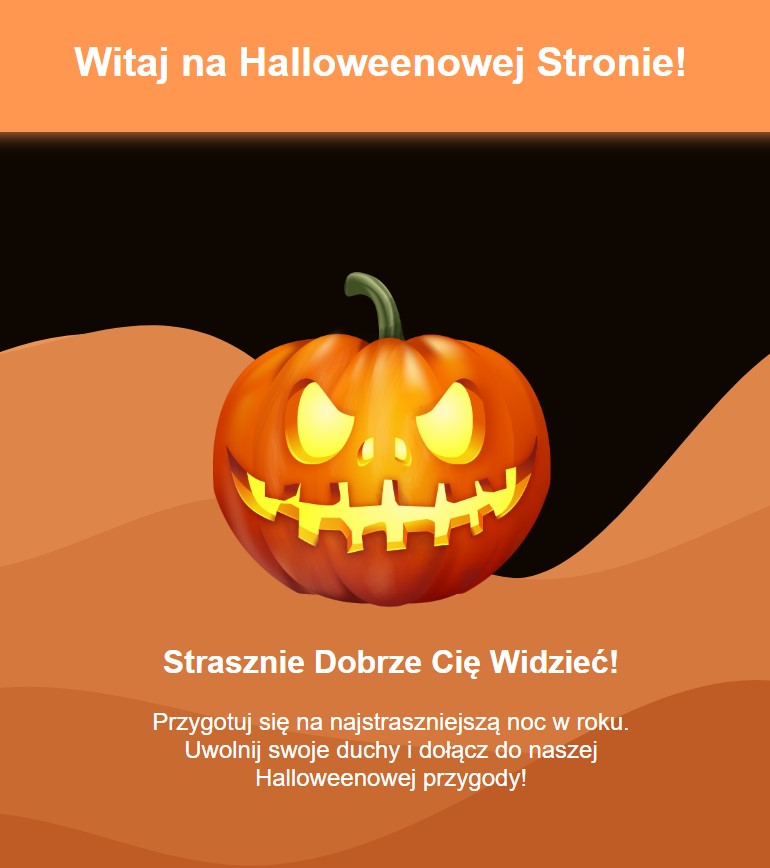 Witaj na Halloweenowej Stronie!
Strasznie Dobrze Cię Widzieć!
Przygotuj się na najstraszniejszą noc w roku.
Uwolnij swoje duchy i dołącz do naszej
Halloweenowej przygody!